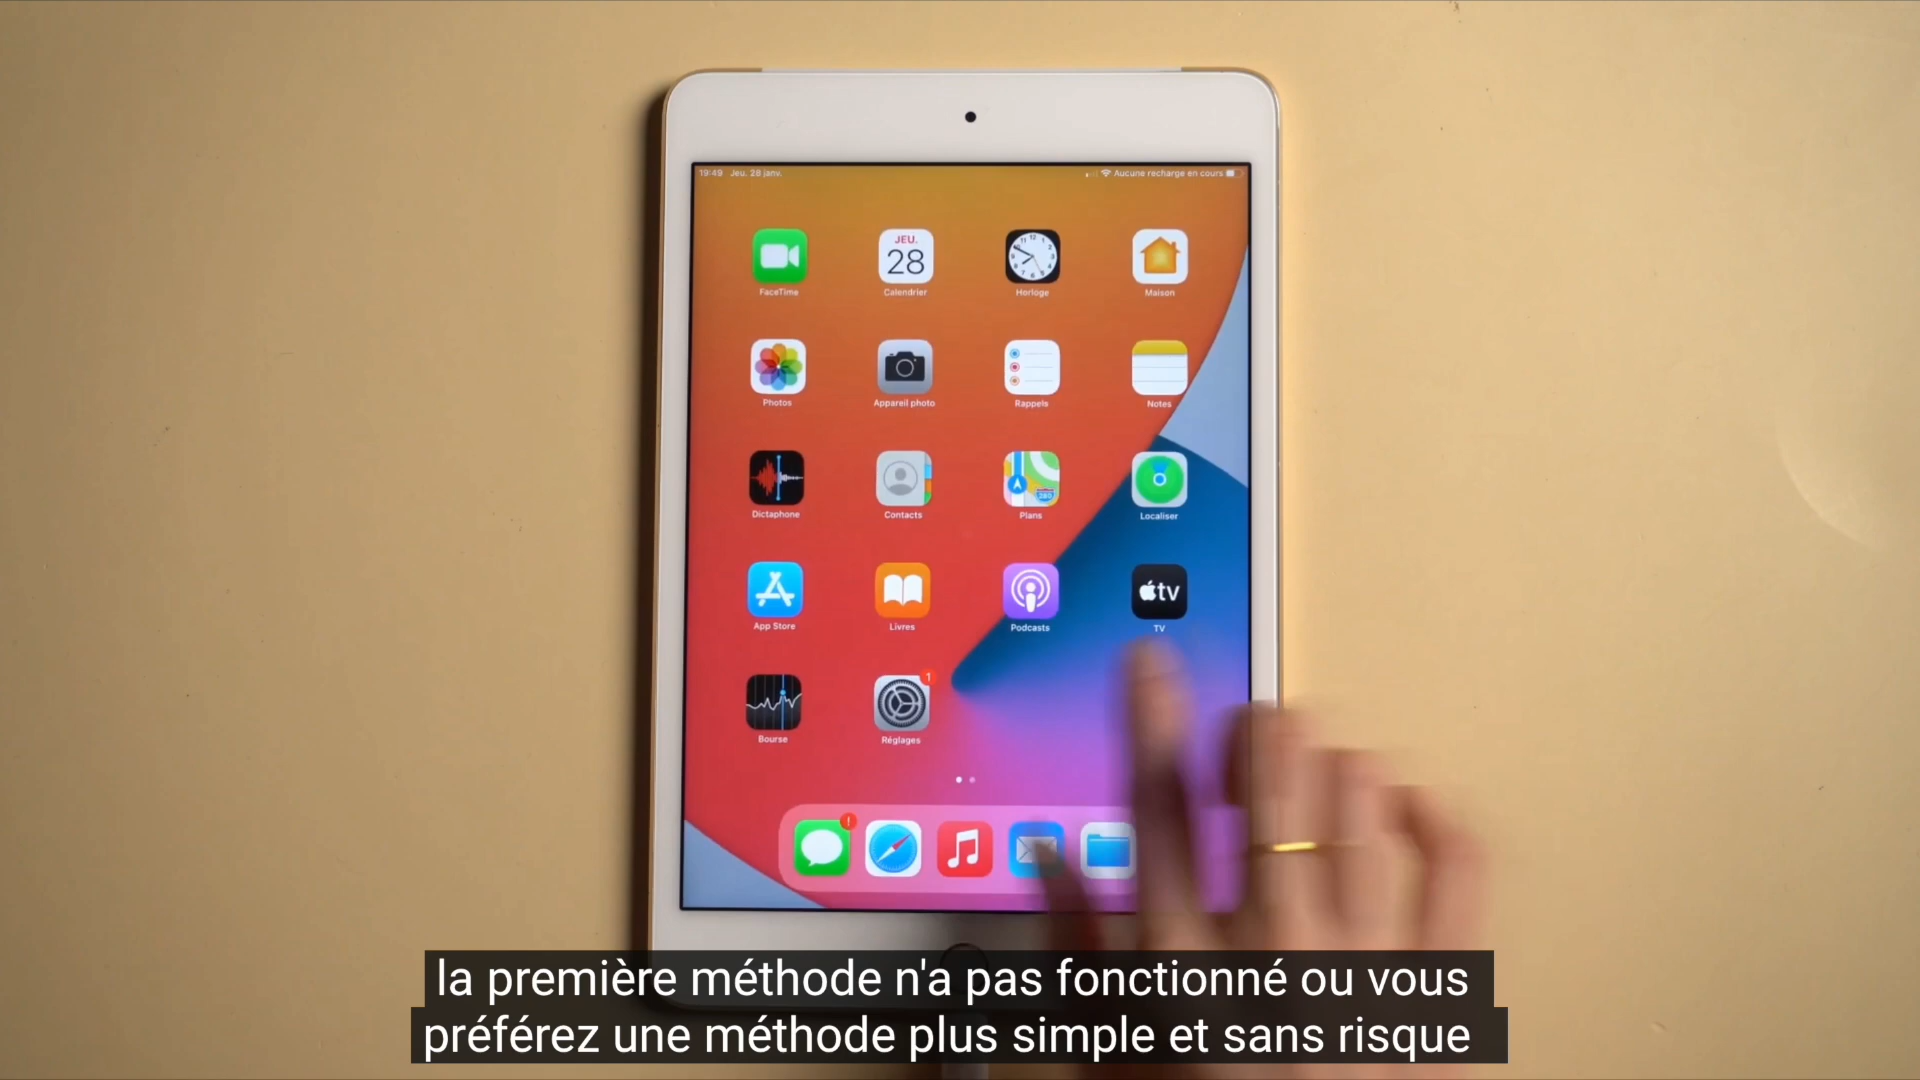 19:49 Jeu. 28 janv.
Aucune recharge en cours
JEU.
28
FaceTime
Calendrier
Horloge
Maison
Photos
Appareil photo
Rappels
Notes
Dictaphone
Contacts
280
Plans
Localiser
App Store
Livres
Podcasts
tv
TV
Bourse
1
Réglages
!
la première méthode n'a pas fonctionné ou vous
préférez une méthode plus simple et sans risque